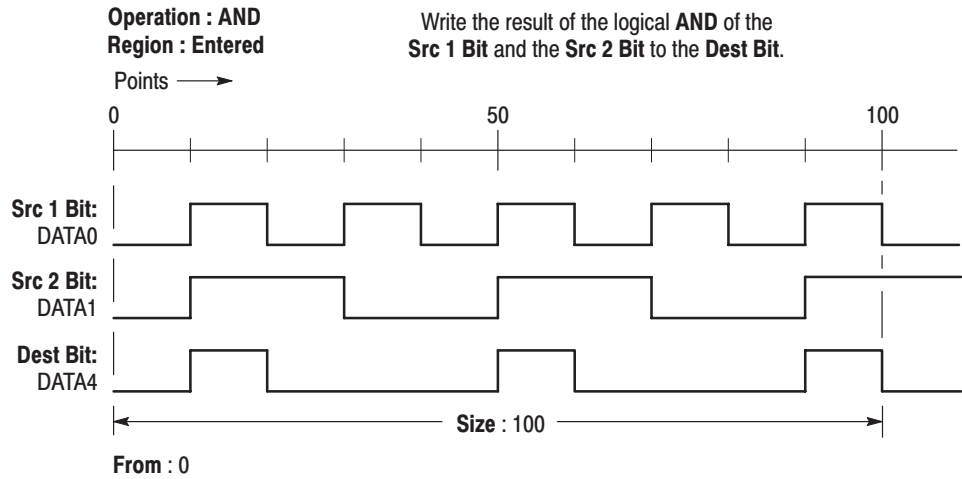 Operation : AND
Region : Entered
Write the result of the logical AND of the
Src 1 Bit and the Src 2 Bit to the Dest Bit.
Points
0 50 100
Src 1 Bit:
DATA0
Src 2 Bit:
DATA1
Dest Bit:
DATA4
Size : 100
From : 0